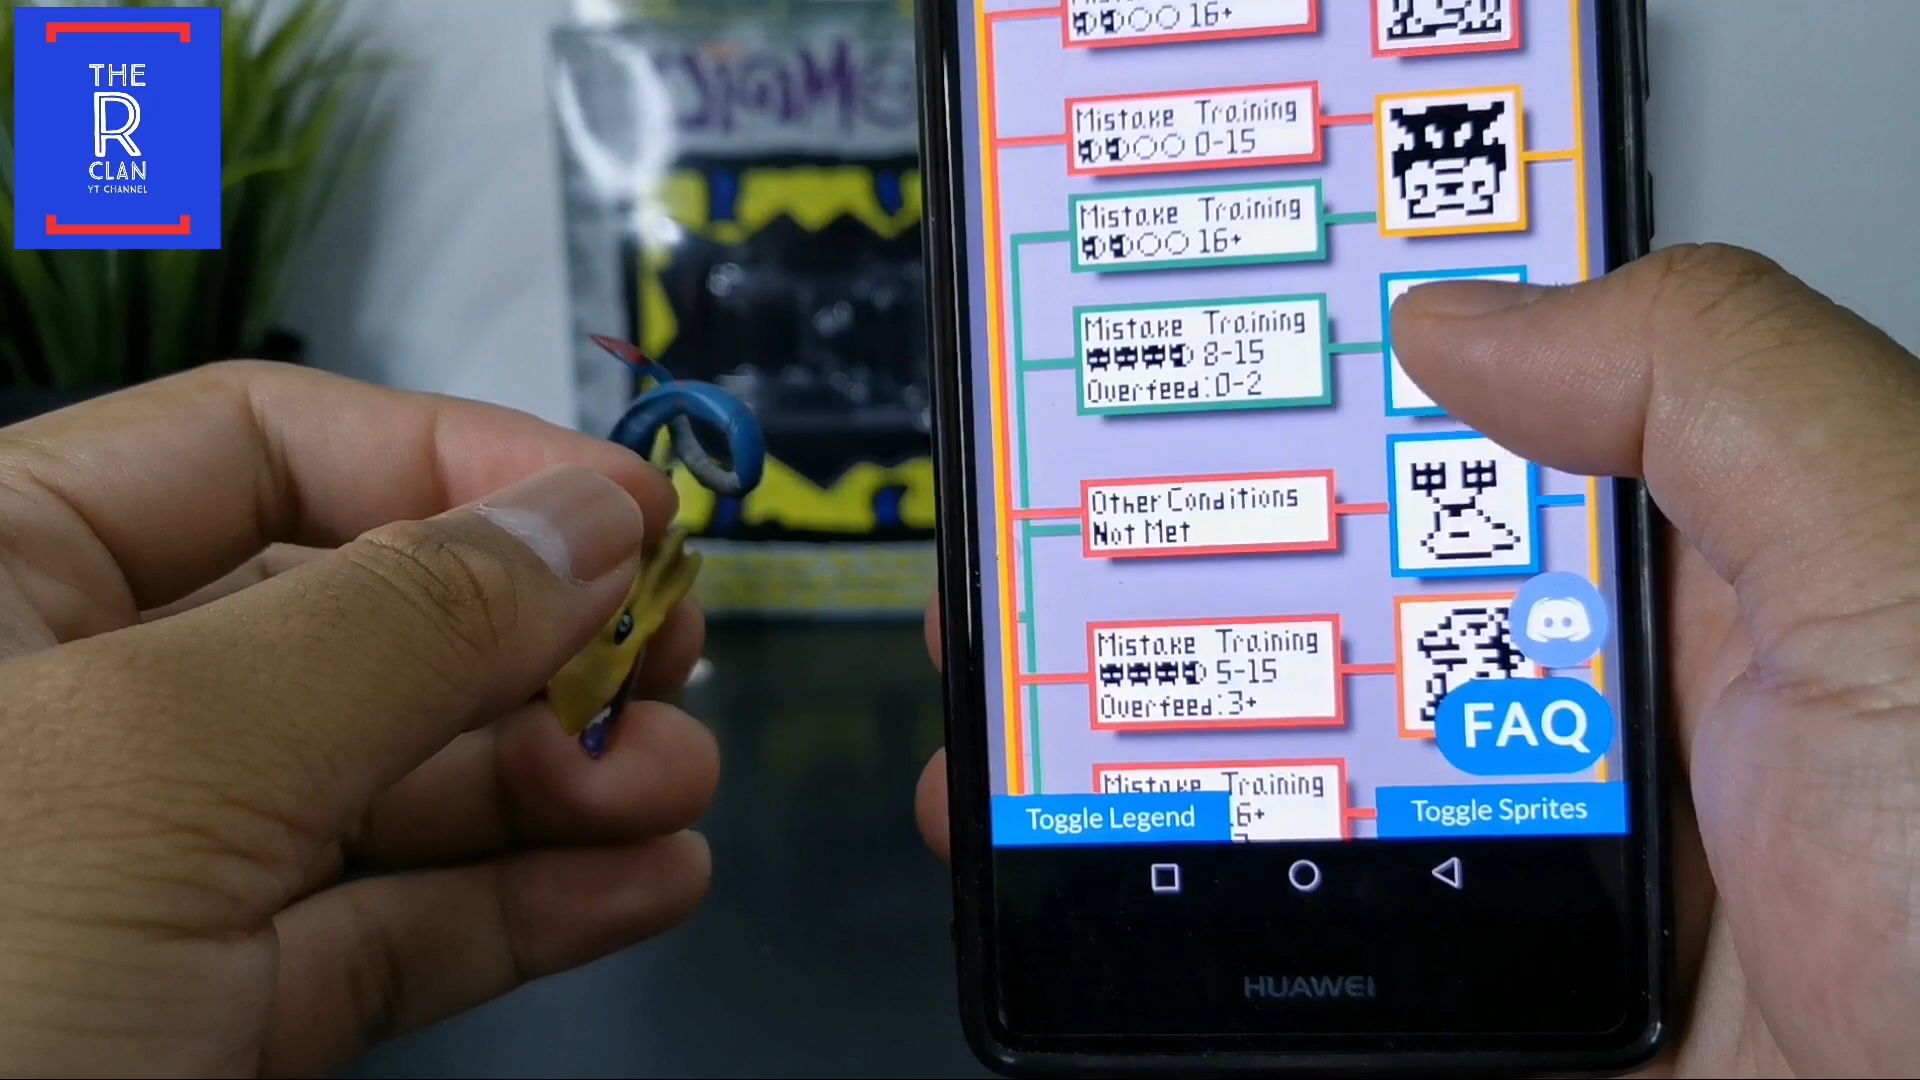 THE
R
CLAN
YT CHANNEL
16+
Mistake Training
0-15
Mistake Training
16+
Mistake Training
8-15
Overfeed:0-2
Other Conditions
Not Met
Mistake Training
5-15
Overfeed:3+
Mistake Training
6+
FAQ
Toggle Legend
Toggle Sprites
HUAWEI